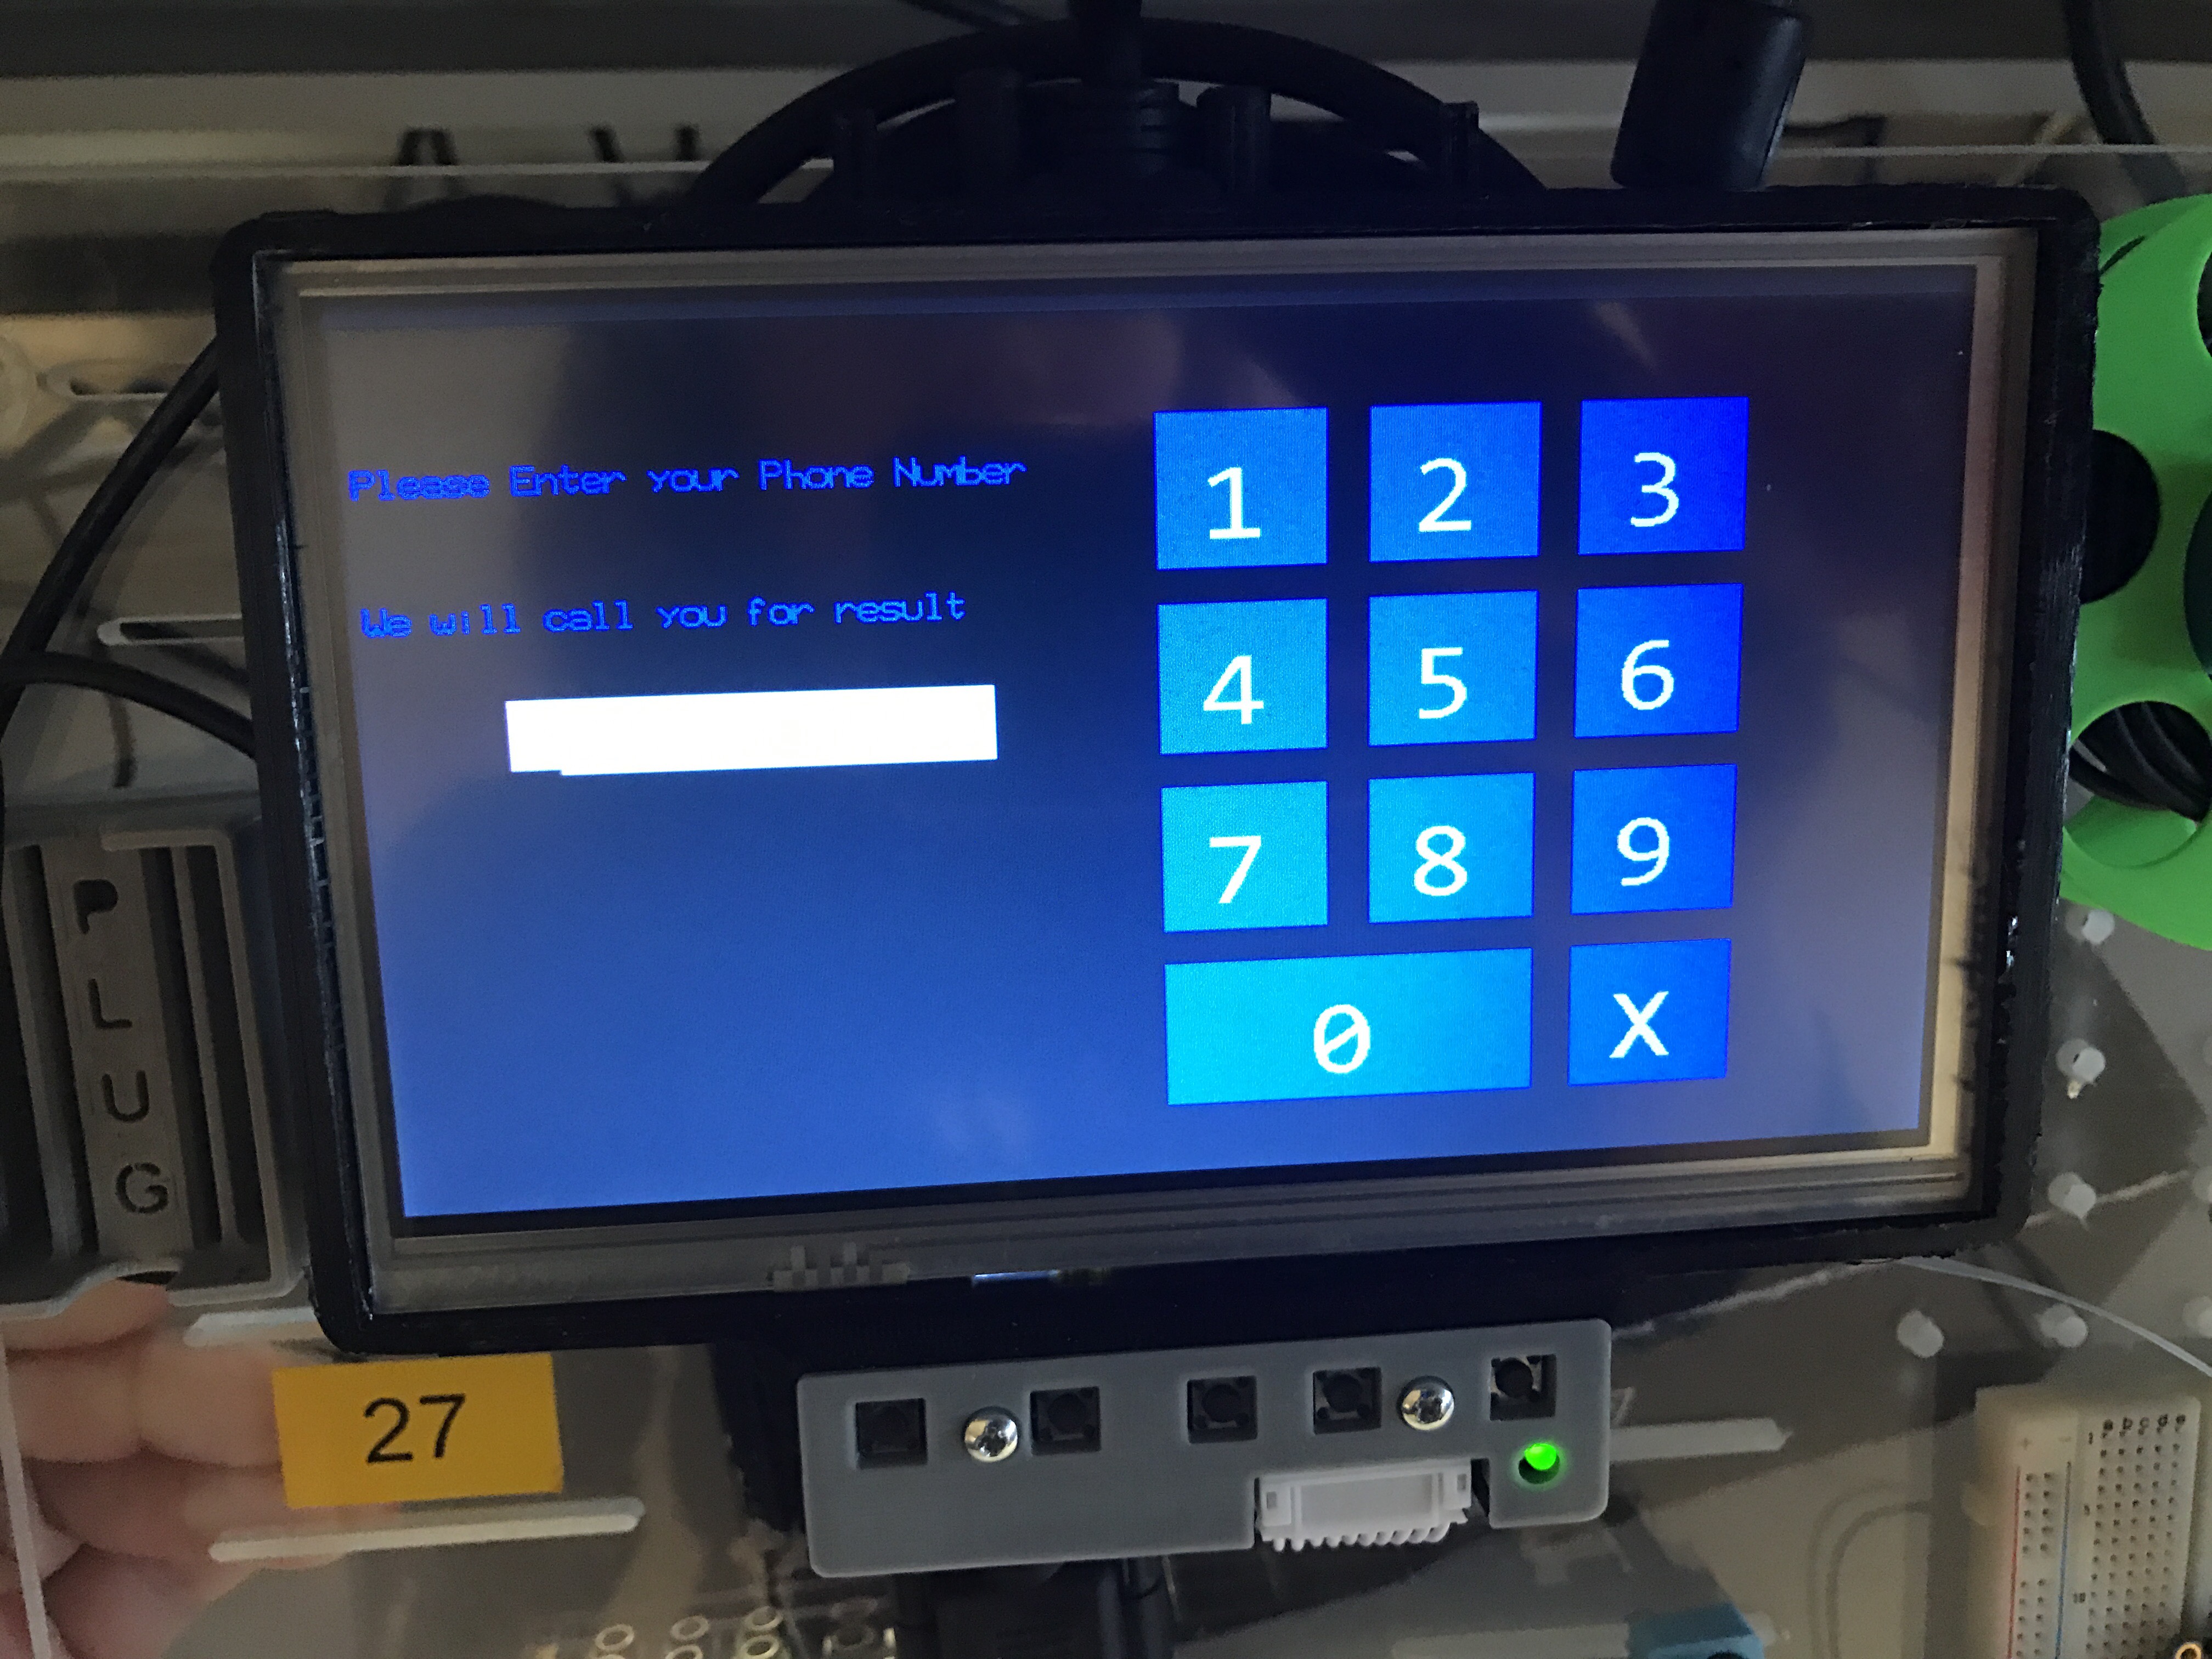 Please Enter your Phone Number
We will call you for result
1 2 3
4 5 6
7 8 9
0 X
PLUG
27
a b c d e